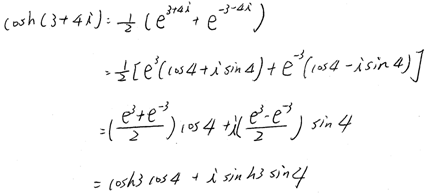 cosh(3+4i) = 1/2 (e^{3+4i} + e^{-3-4i})
= 1/2 [e^3 (cos4 + i sin4) + e^{-3} (cos4 - i sin4)]
= ((e^3 + e^{-3})/2) cos4 + i((e^3 - e^{-3})/2) sin4
= cosh3 cos4 + i sinh3 sin4